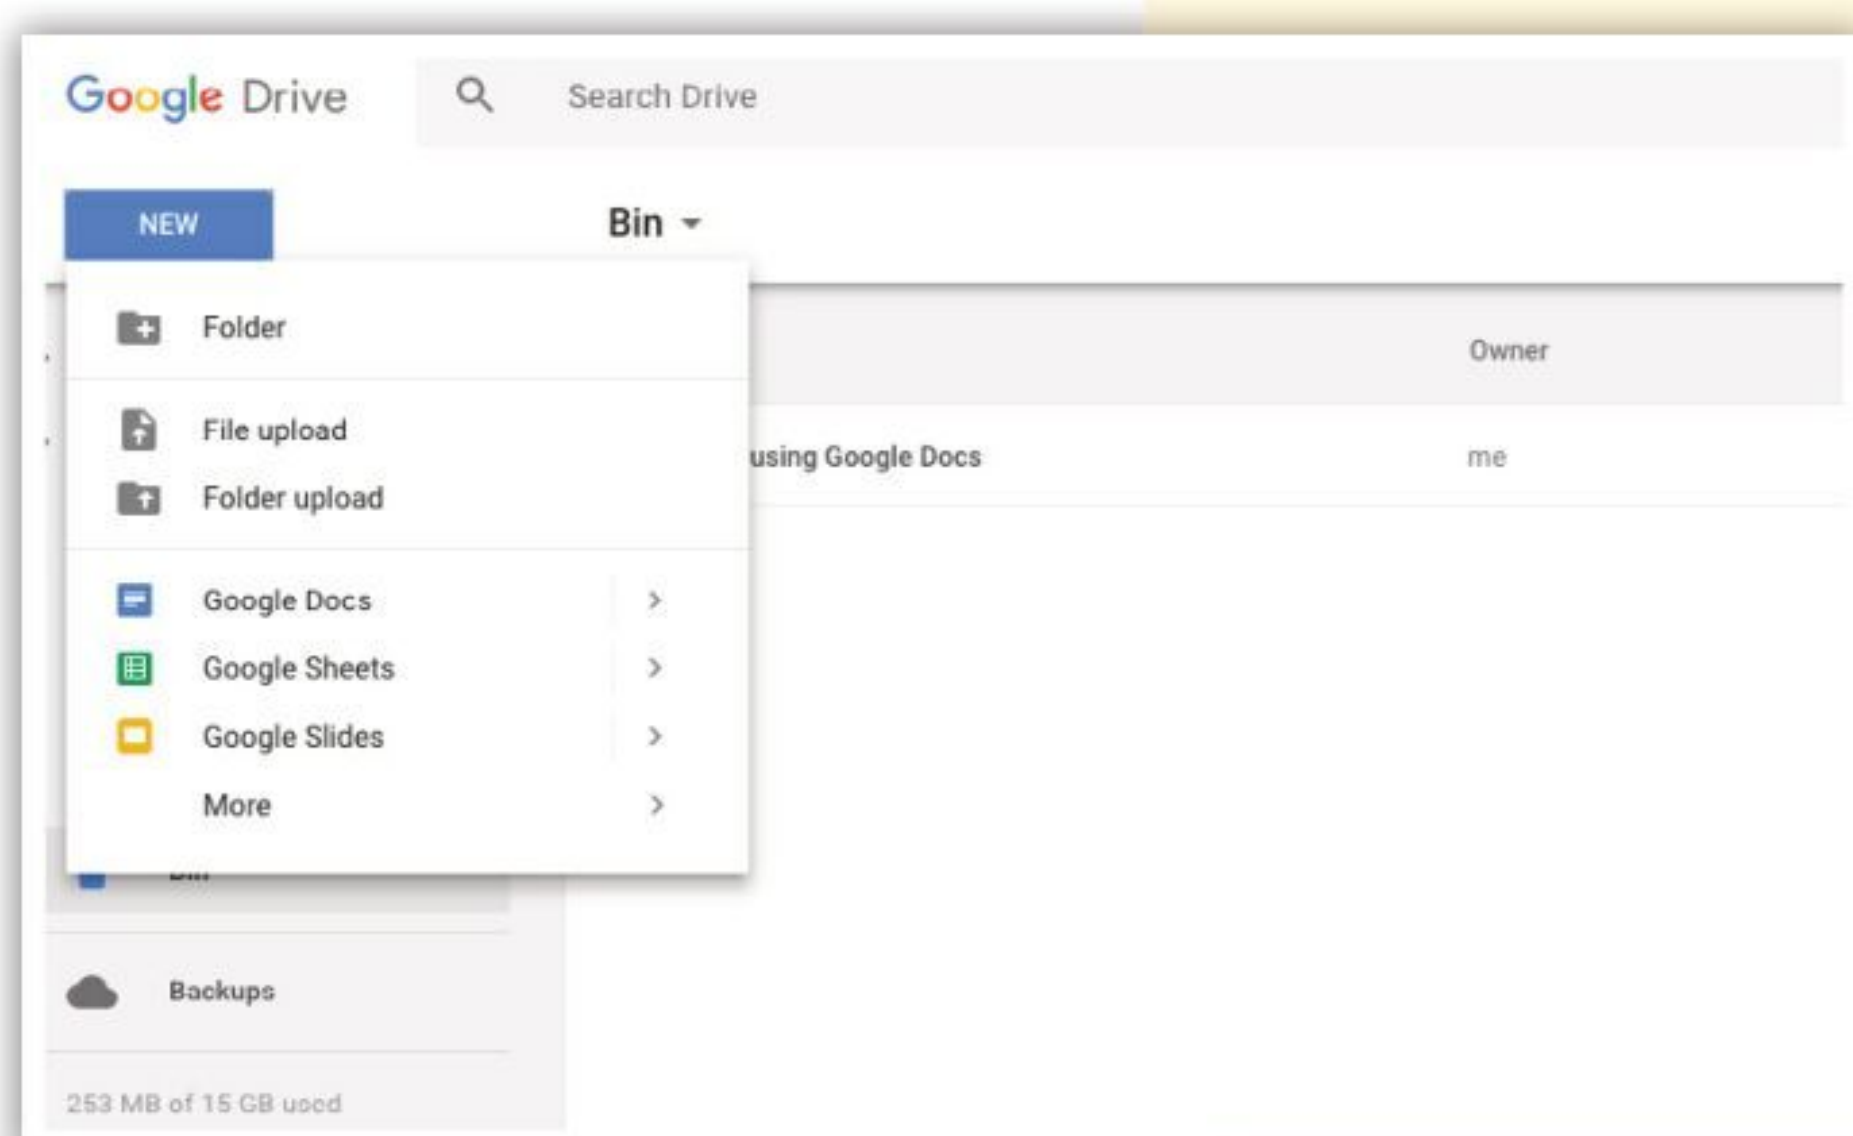 Google Drive
Search Drive
NEW
Bin
Folder
Owner
File upload
using Google Docs
me
Folder upload
Google Docs
Google Sheets
Google Slides
More
Bin
Backups
253 MB of 15 GB used